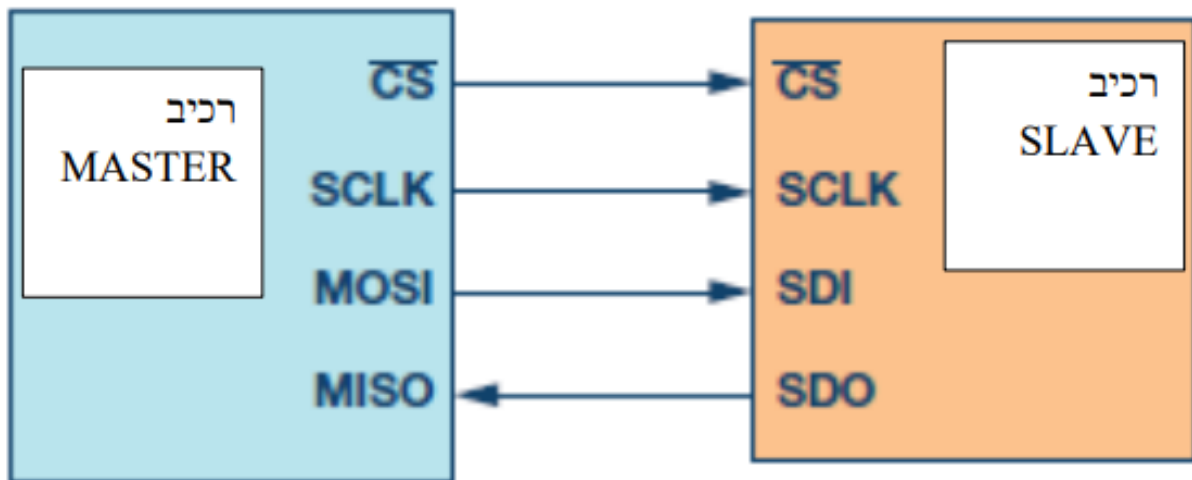 רכיב
MASTER
CS
SCLK
MOSI
MISO
CS
SCLK
SDI
SDO
רכיב
SLAVE